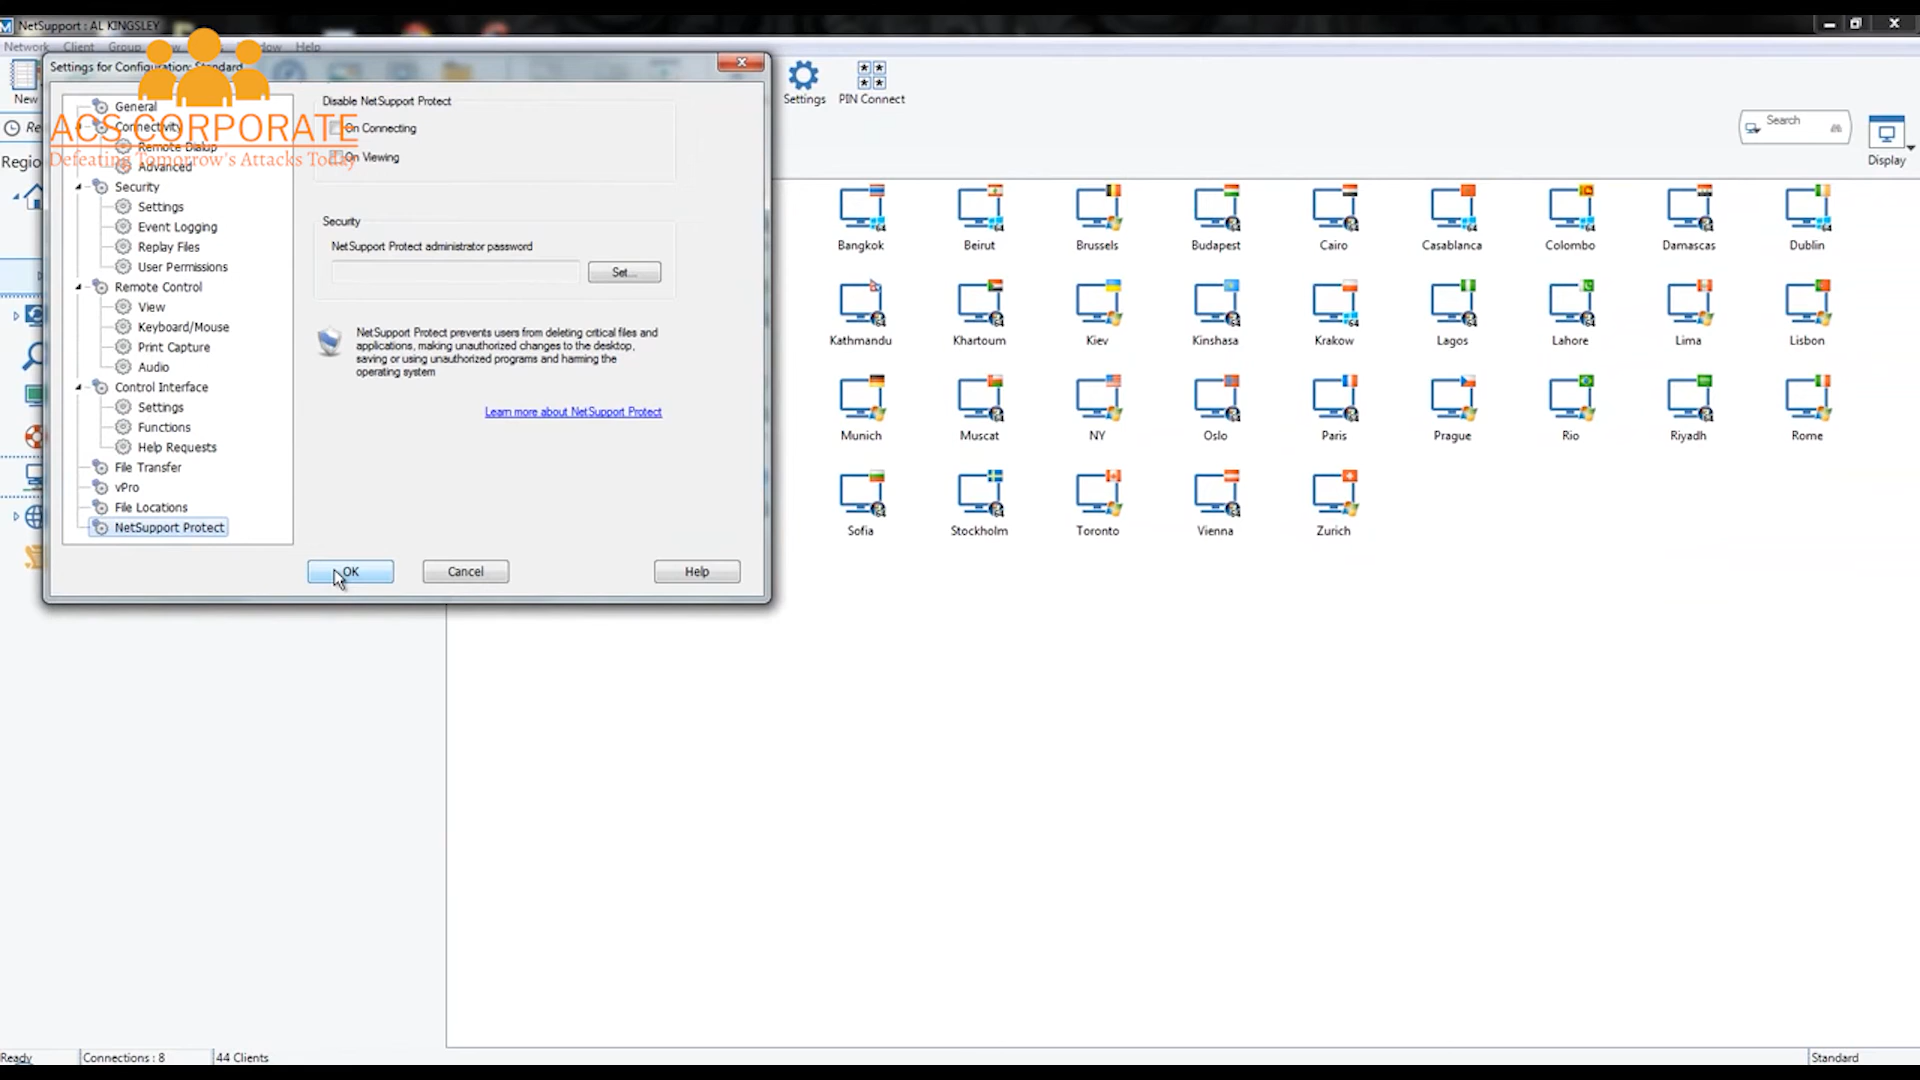 NetSupport : AL KINGSLEY
Network Client Group Help
Settings for Configuration: Standard
New
Settings
PIN Connect
Search
Display
ACS CORPORATE
Defeating Tomorrow's Attacks Today
General
Connectivity
Remote Dialup
Advanced
Security
Settings
Event Logging
Replay Files
User Permissions
Remote Control
View
Keyboard/Mouse
Print Capture
Audio
Control Interface
Settings
Functions
Help Requests
File Transfer
vPro
File Locations
NetSupport Protect
Disable NetSupport Protect
On Connecting
On Viewing
Security
NetSupport Protect administrator password
Set...
NetSupport Protect prevents users from deleting critical files and
applications, making unauthorized changes to the desktop,
saving or using unauthorized programs and harming the
operating system
Learn more about NetSupport Protect
OK
Cancel
Help
Bangkok Beirut Brussels Budapest Cairo Casablanca Colombo Damascus Dublin
Kathmandu Khartoum Kiev Kinshasa Krakow Lagos Lahore Lima Lisbon
Munich Muscat NY Oslo Paris Prague Rio Riyadh Rome
Sofia Stockholm Toronto Vienna Zurich
Ready
Connections : 8
44 Clients
Standard